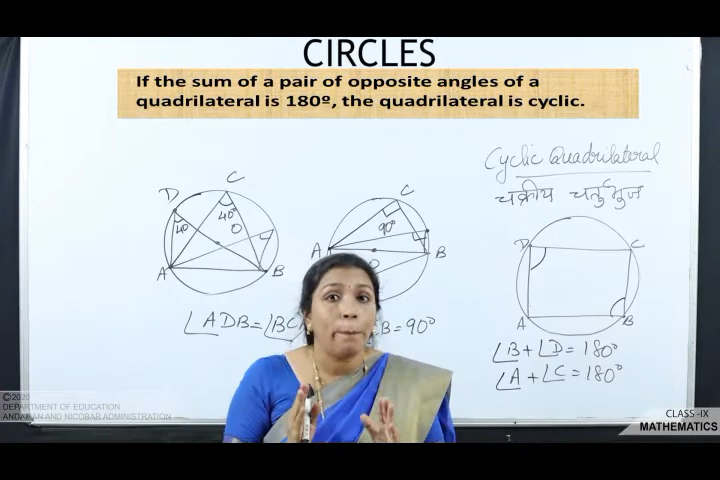 CIRCLES
If the sum of a pair of opposite angles of a
quadrilateral is 180º, the quadrilateral is cyclic.
Cyclic Quadrilateral
चक्रीय चर्तुभुज
D
C
40°
40°
O
A
B
C
90°
A
B
D
C
A
B
∠ADB = ∠BC
B = 90°
∠B + ∠D = 180°
∠A + ∠C = 180°
©2020
DEPARTMENT OF EDUCATION
ANDAMAN AND NICOBAR ADMINISTRATION
CLASS -IX
MATHEMATICS